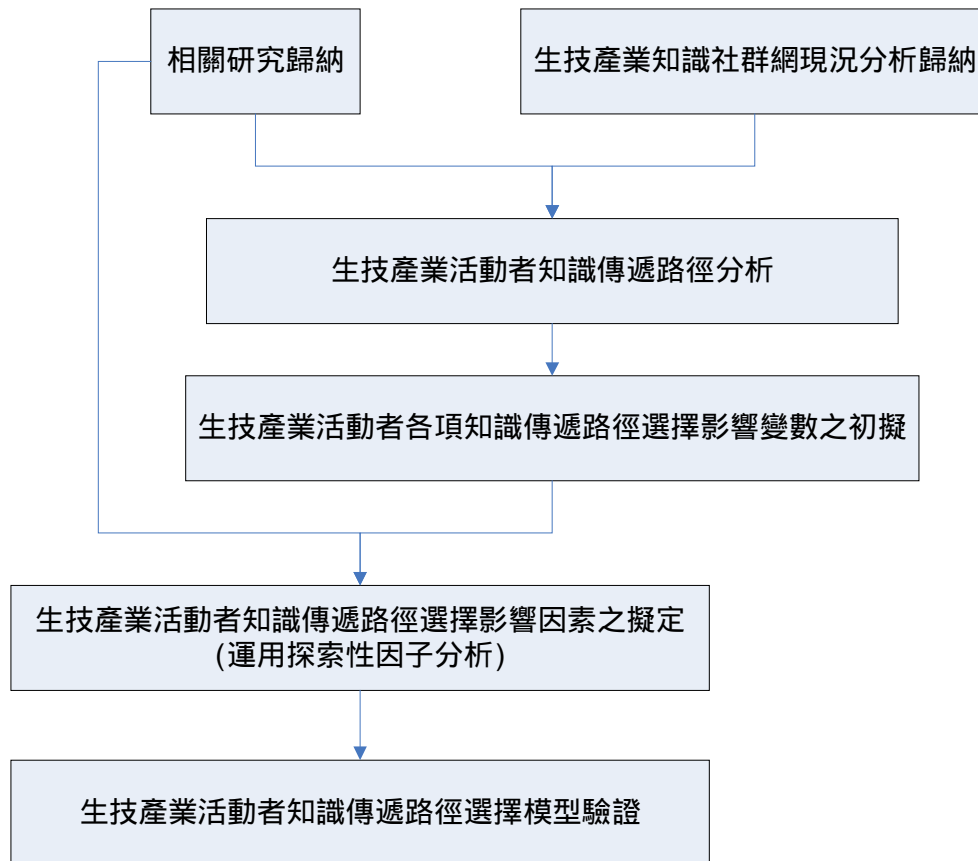 相關研究歸納
生技產業知識社群網現況分析歸納
生技產業活動者知識傳遞路徑分析
生技產業活動者各項知識傳遞路徑選擇影響變數之初擬
生技產業活動者知識傳遞路徑選擇影響因素之擬定
(運用探索性因子分析)
生技產業活動者知識傳遞路徑選擇模型驗證